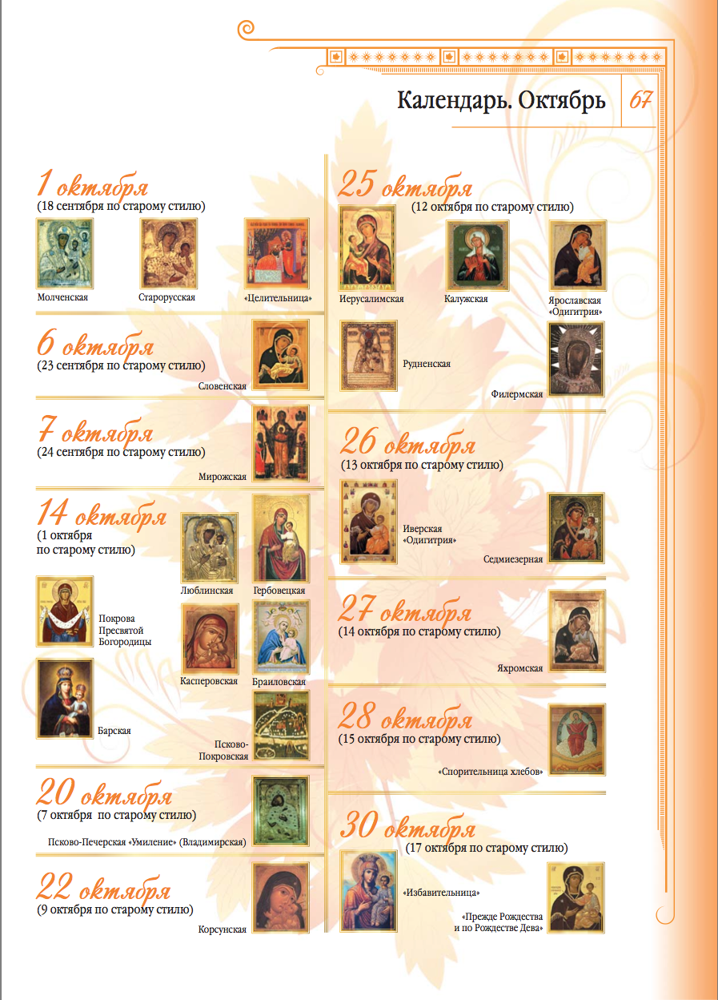 Календарь. Октябрь
67
1 октября
(18 сентября по старому стилю)
Молченская
Старорусская
«Целительница»
6 октября
(23 сентября по старому стилю)
Словенская
7 октября
(24 сентября по старому стилю)
Мирожская
14 октября
(1 октября
по старому стилю)
Люблинская
Гербовецкая
Покрова
Пресвятой
Богородицы
Касперовская
Браиловская
Барская
Псково-
Покровская
20 октября
(7 октября по старому стилю)
Псково-Печерская «Умиление» (Владимирская)
22 октября
(9 октября по старому стилю)
Корсунская
25 октября
(12 октября по старому стилю)
Иерусалимская
Калужская
Ярославская
«Одигитрия»
Рудненская
Филермская
26 октября
(13 октября по старому стилю)
Иверская
«Одигитрия»
Седмиезерная
27 октября
(14 октября по старому стилю)
Яхромская
28 октября
(15 октября по старому стилю)
«Спорительница хлебов»
30 октября
(17 октября по старому стилю)
«Избавительница»
«Прежде Рождества
и по Рождестве Дева»